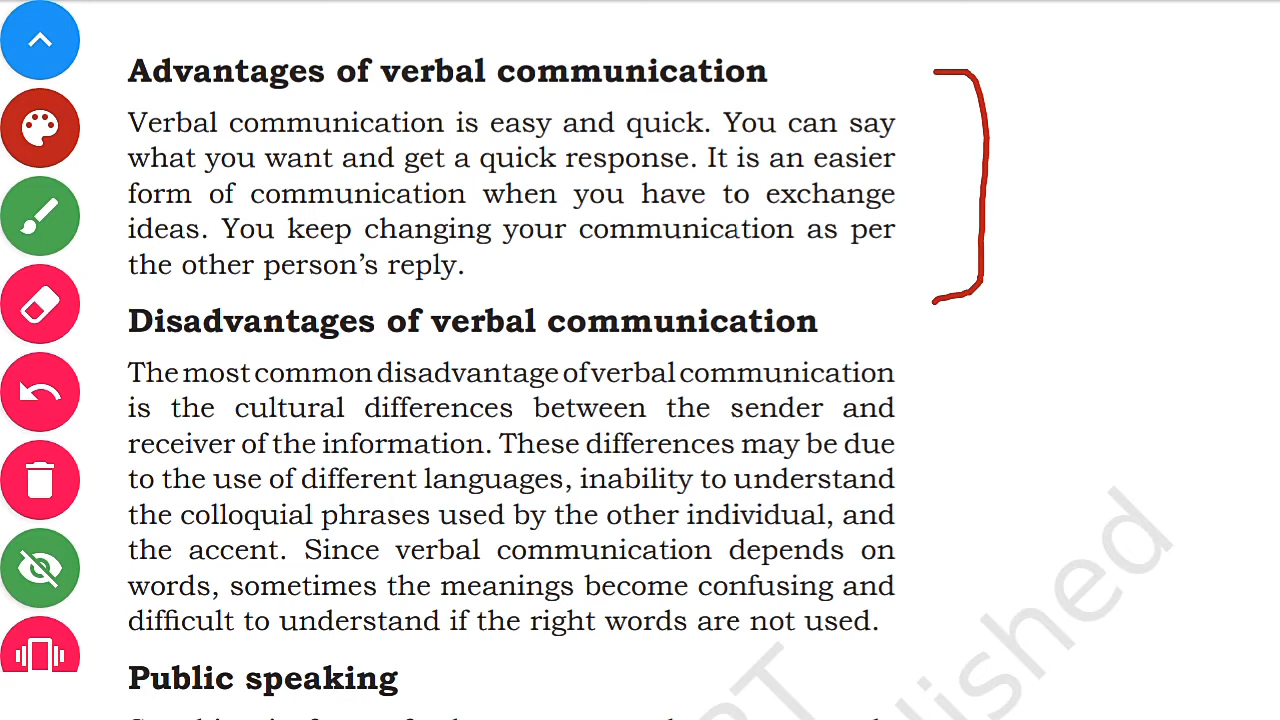 Advantages of verbal communication
Verbal communication is easy and quick. You can say
what you want and get a quick response. It is an easier
form of communication when you have to exchange
ideas. You keep changing your communication as per
the other person’s reply.
Disadvantages of verbal communication
The most common disadvantage of verbal communication
is the cultural differences between the sender and
receiver of the information. These differences may be due
to the use of different languages, inability to understand
the colloquial phrases used by the other individual, and
the accent. Since verbal communication depends on
words, sometimes the meanings become confusing and
difficult to understand if the right words are not used.
Public speaking